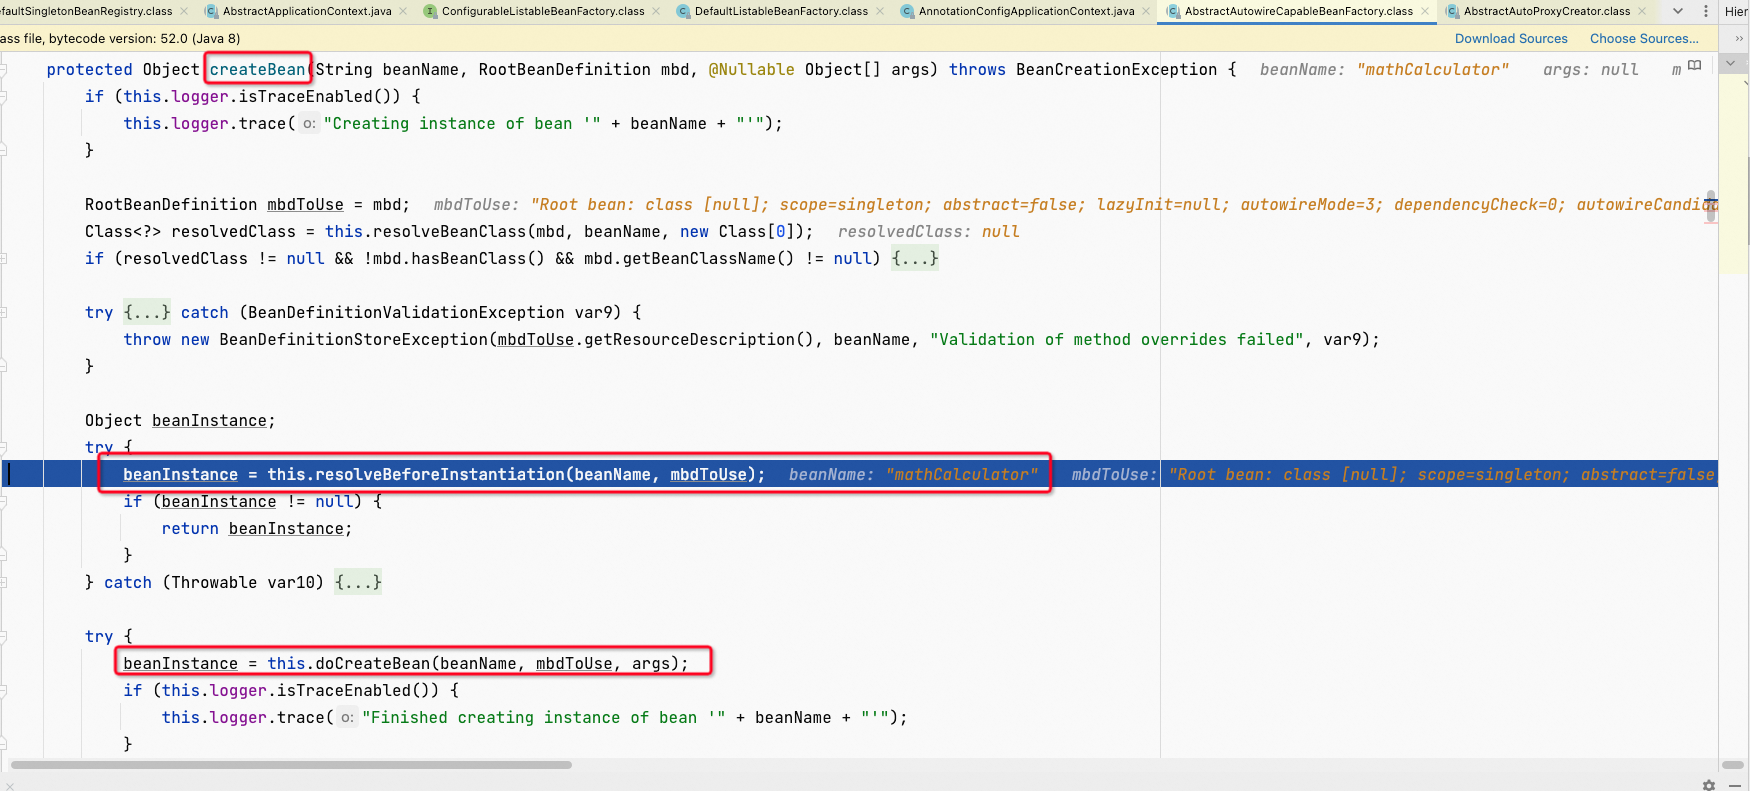 efaultSingletonBeanRegistry.class AbstractApplicationContext.java ConfigurableListableBeanFactory.class DefaultListableBeanFactory.class AnnotationConfigApplicationContext.java AbstractAutowireCapableBeanFactory.class AbstractAutoProxyCreator.class Hier
ass file, bytecode version: 52.0 (Java 8) Download Sources Choose Sources...
protected Object createBean(String beanName, RootBeanDefinition mbd, @Nullable Object[] args) throws BeanCreationException { beanName: "mathCalculator" args: null m
if (this.logger.isTraceEnabled()) {
this.logger.trace( o: "Creating instance of bean '" + beanName + "'");
}
RootBeanDefinition mbdToUse = mbd; mbdToUse: "Root bean: class [null]; scope=singleton; abstract=false; lazyInit=null; autowireMode=3; dependencyCheck=0; autowireCandida
Class<?> resolvedClass = this.resolveBeanClass(mbd, beanName, new Class[0]); resolvedClass: null
if (resolvedClass != null && !mbd.hasBeanClass() && mbd.getBeanClassName() != null) {...}
try {...} catch (BeanDefinitionValidationException var9) {
throw new BeanDefinitionStoreException(mbdToUse.getResourceDescription(), beanName, "Validation of method overrides failed", var9);
}
Object beanInstance;
try {
beanInstance = this.resolveBeforeInstantiation(beanName, mbdToUse); beanName: "mathCalculator" mbdToUse: "Root bean: class [null]; scope=singleton; abstract=false;
if (beanInstance != null) {
return beanInstance;
}
} catch (Throwable var10) {...}
try {
beanInstance = this.doCreateBean(beanName, mbdToUse, args);
if (this.logger.isTraceEnabled()) {
this.logger.trace( o: "Finished creating instance of bean '" + beanName + "'");
}